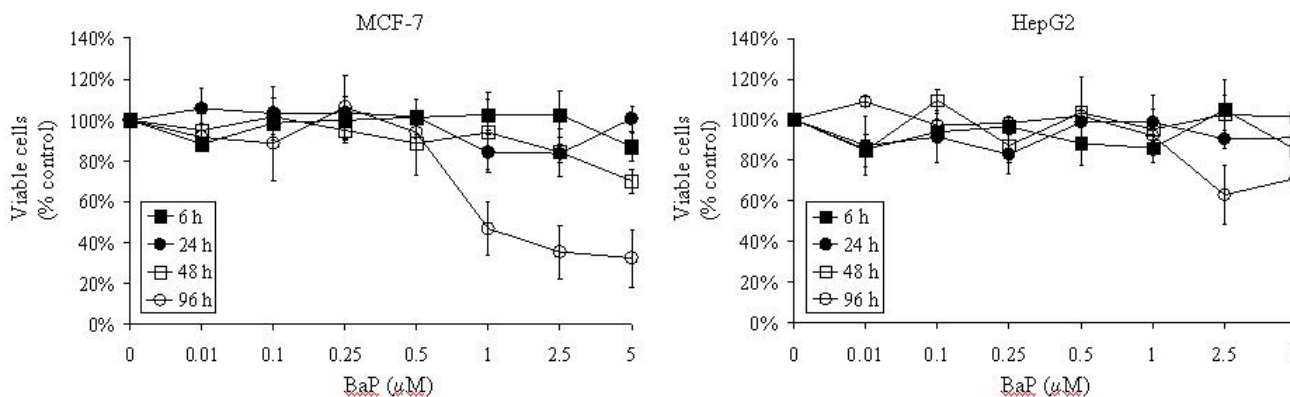 MCF-7
140%
120%
100%
80%
60%
40%
20%
0%
Viable cells
(% control)
6 h
24 h
48 h
96 h
0 0.01 0.1 0.25 0.5 1 2.5 5
BaP (µM)
HepG2
140%
120%
100%
80%
60%
40%
20%
0%
Viable cells
(% control)
6 h
24 h
48 h
96 h
0 0.01 0.1 0.25 0.5 1 2.5
BaP (µM)